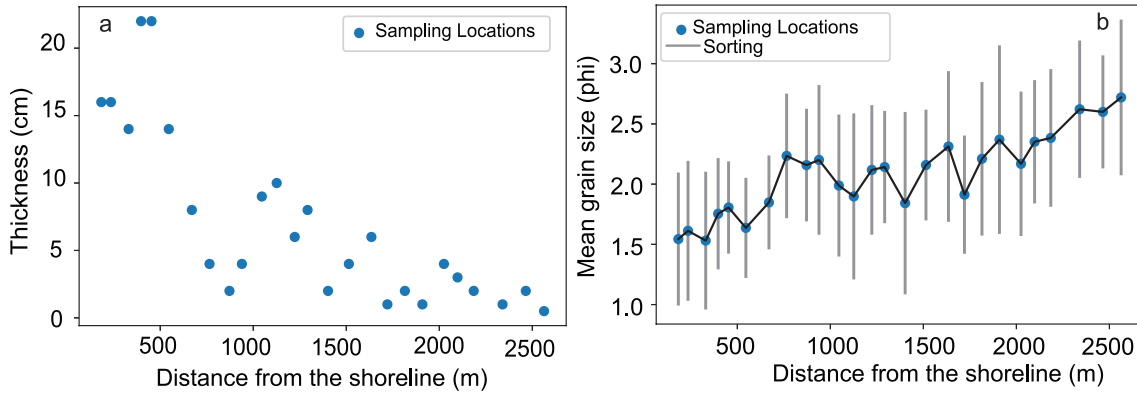 a
Sampling Locations
Thickness (cm)
20
15
10
5
0
500
1000
1500
2000
2500
Distance from the shoreline (m)
Sampling Locations
Sorting
b
Mean grain size (phi)
3.0
2.5
2.0
1.5
1.0
500
1000
1500
2000
2500
Distance from the shoreline (m)